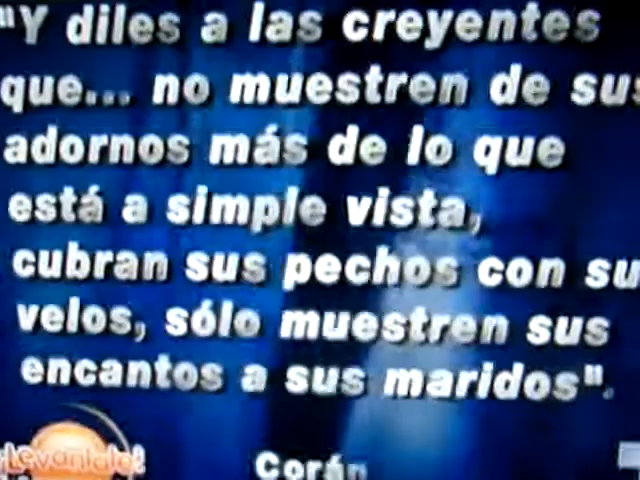 "Y diles a las creyentes
que... no muestren de sus
adornos más de lo que
está a simple vista,
cubran sus pechos con su
velos, sólo muestren sus
encantos a sus maridos".
¡Levántate!
Corán